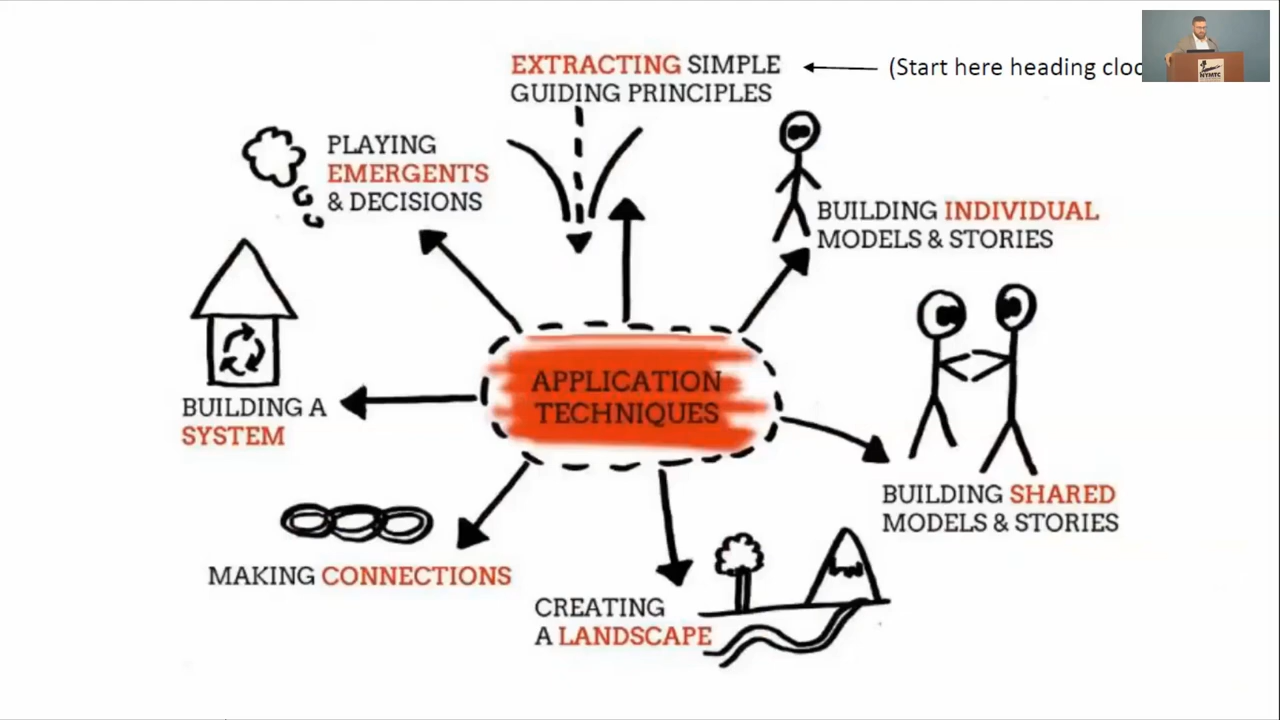 EXTRACTING SIMPLE
GUIDING PRINCIPLES
(Start here heading
BUILDING INDIVIDUAL
MODELS & STORIES
BUILDING SHARED
MODELS & STORIES
CREATING
A LANDSCAPE
MAKING CONNECTIONS
BUILDING A
SYSTEM
PLAYING
EMERGENTS
& DECISIONS
APPLICATION
TECHNIQUES
NYMTC